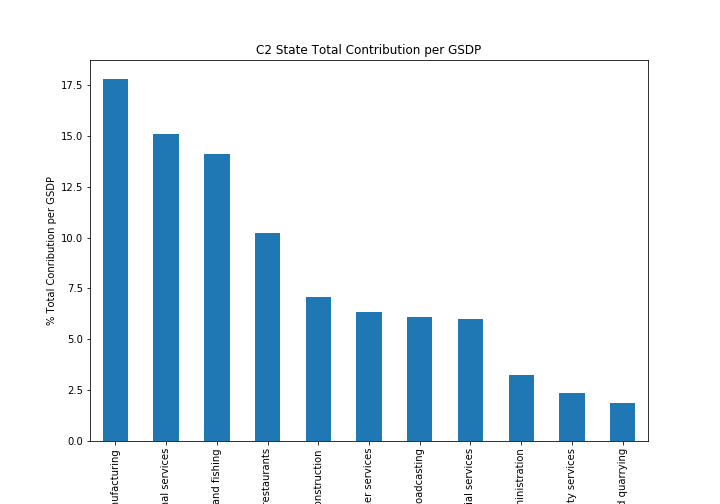 C2 State Total Contribution per GSDP
% Total Conribution per GSDP
17.5
15.0
12.5
10.0
7.5
5.0
2.5
0.0
ufacturing
al services
and fishing
restaurants
onstruction
er services
oadcasting
ial services
ninistration
ty services
d quarrying